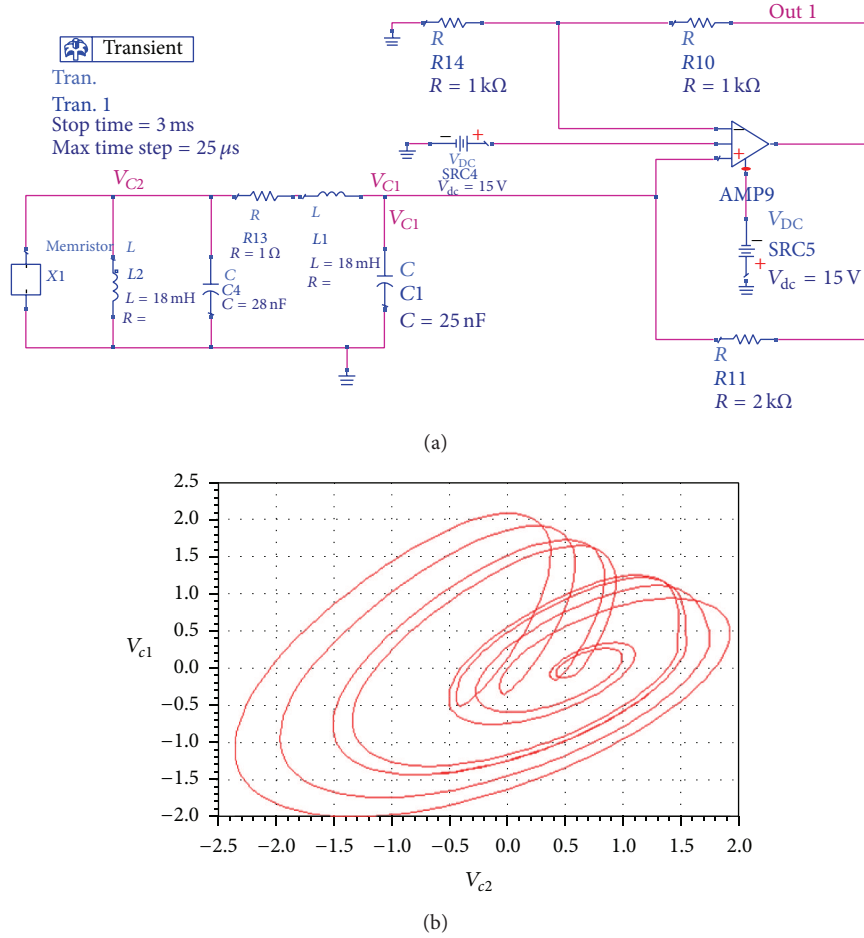 Out 1
R
R14
R = 1 kΩ
R
R10
R = 1 kΩ
Transient
Tran.
Tran. 1
Stop time = 3 ms
Max time step = 25 μs
− +
V_DC
SRC4
V_dc = 15 V
−
+
AMP9
V_DC
−
SRC5
+
V_dc = 15 V
V_C2
V_C1
V_C1
Memristor
X1
L
L2
L = 18 mH
R =
C
C4
C = 28 nF
R
R13
R = 1 Ω
L
L1
L = 18 mH
R =
C
C1
C = 25 nF
R
R11
R = 2 kΩ
(a)
2.5
2.0
1.5
1.0
0.5
0.0
−0.5
−1.0
−1.5
−2.0
V_c1
−2.5 −2.0 −1.5 −1.0 −0.5 0.0 0.5 1.0 1.5 2.0
V_c2
(b)